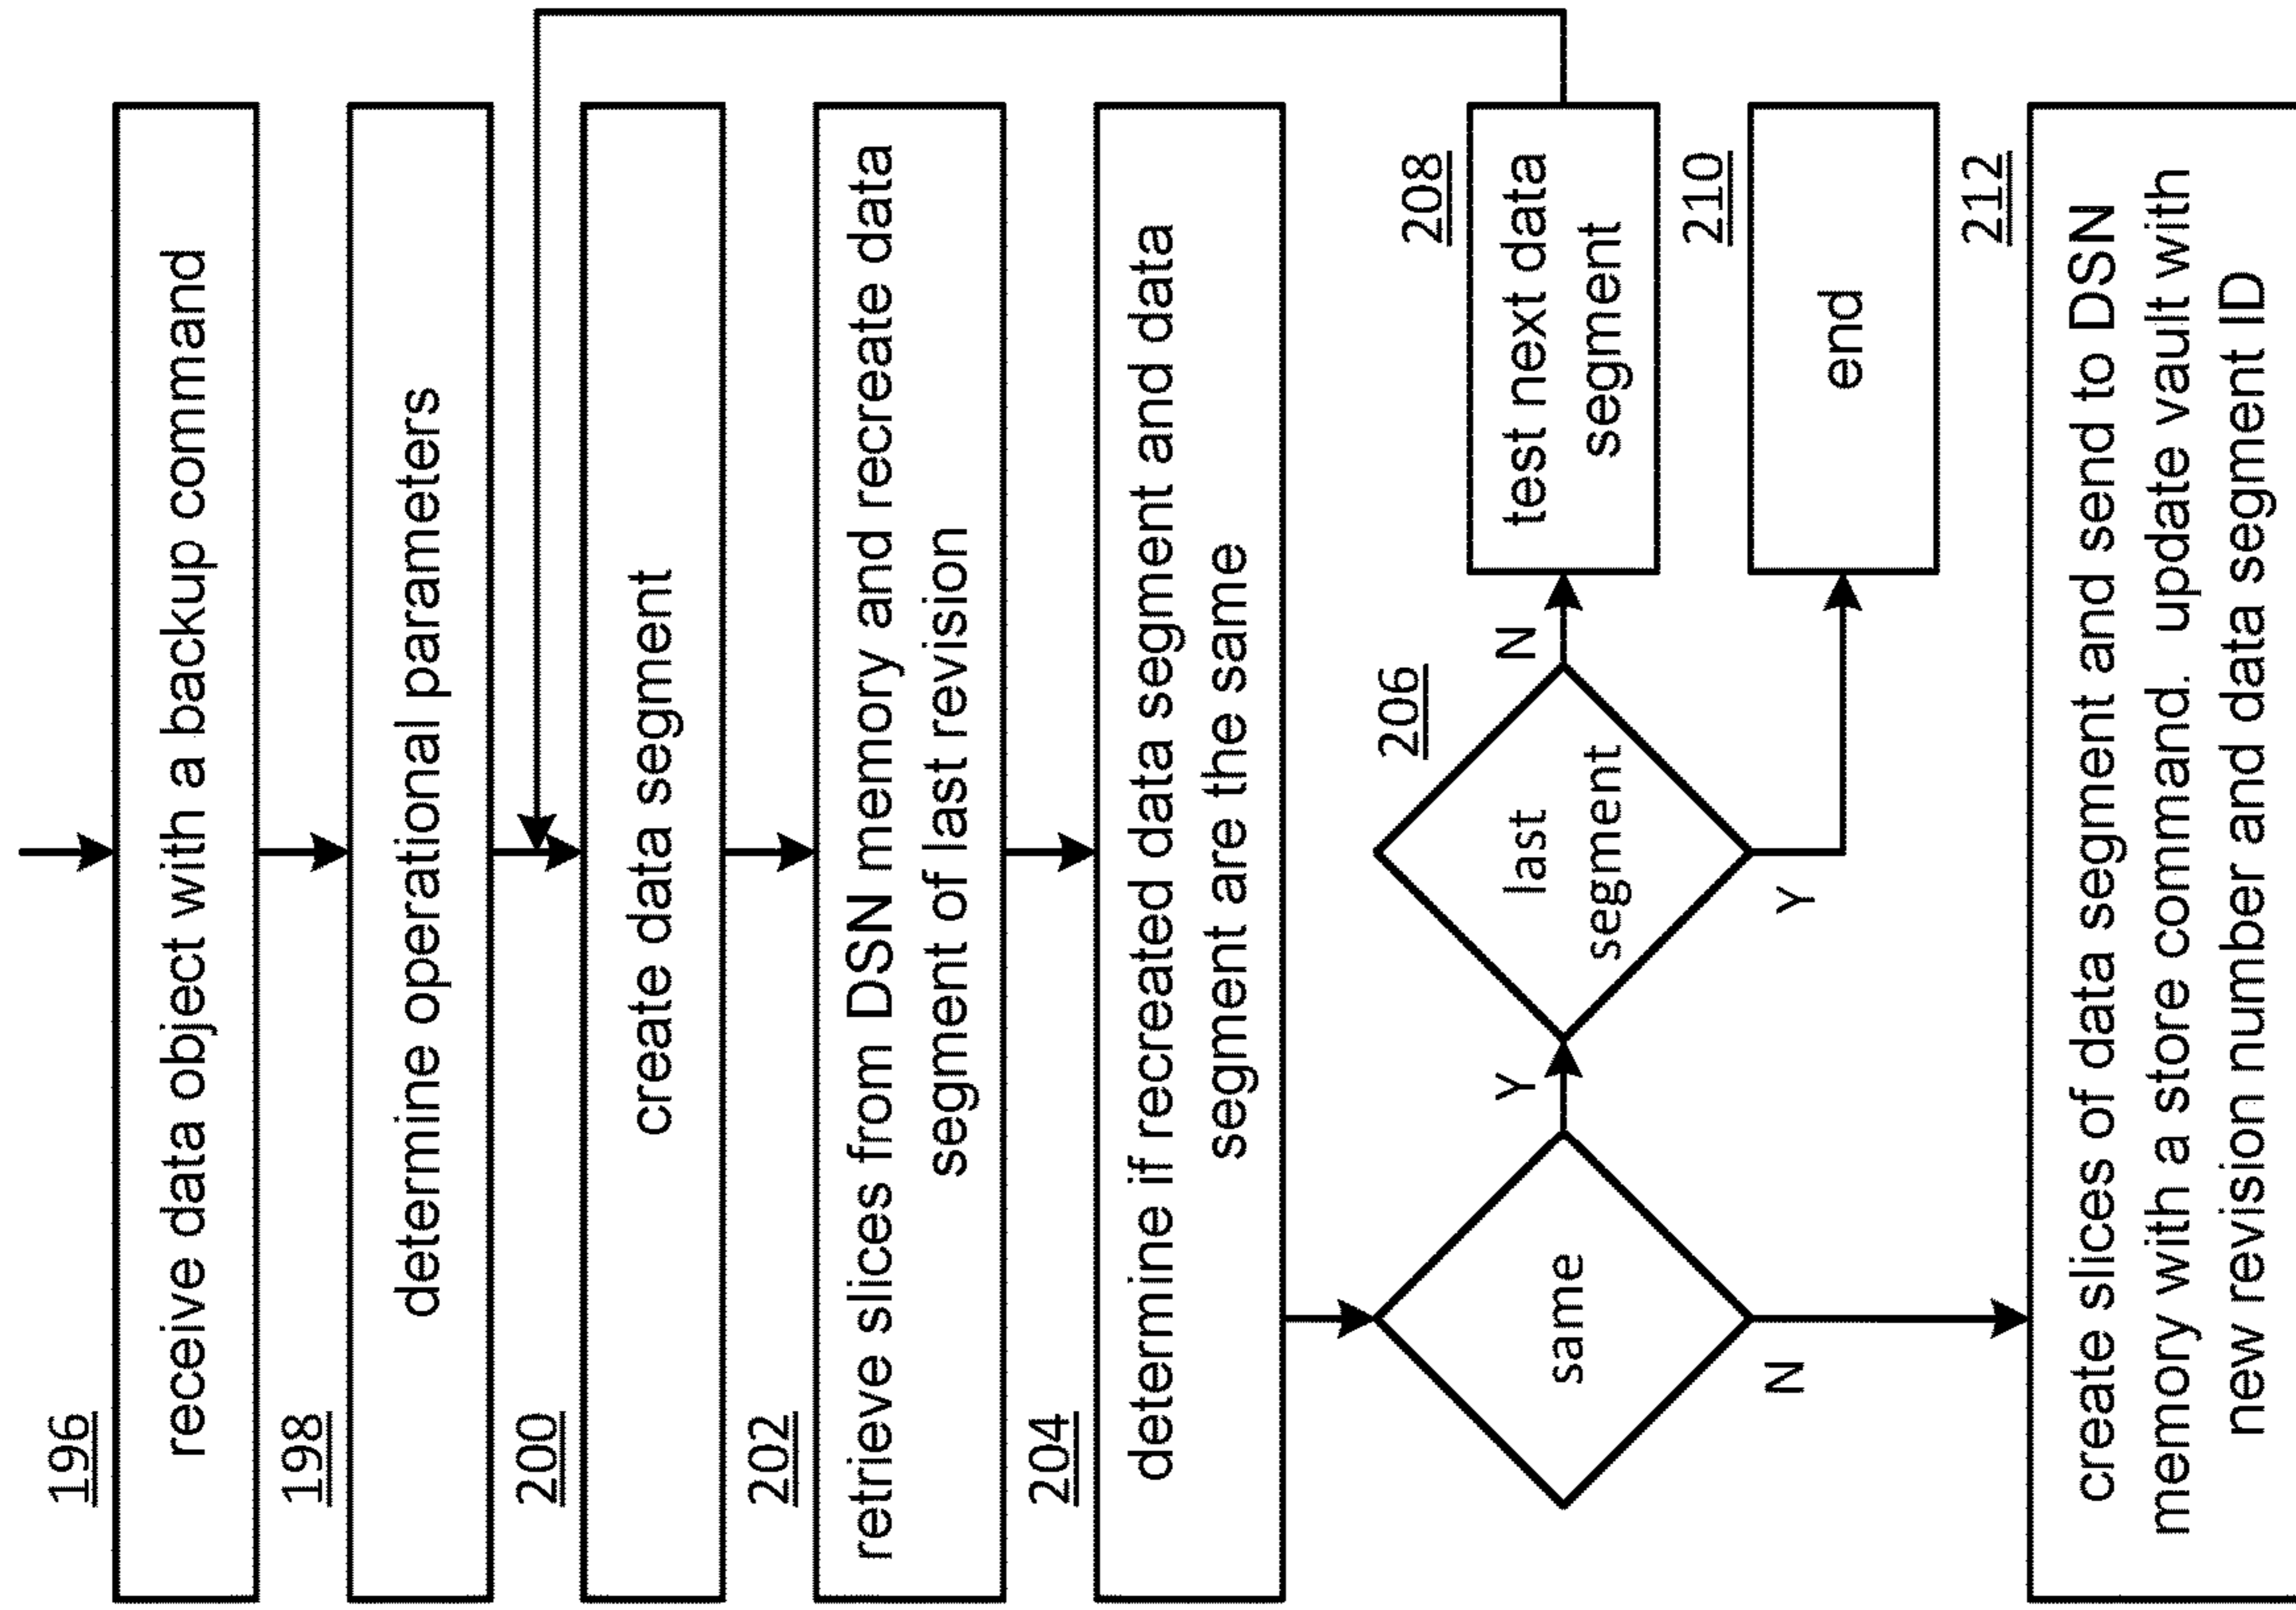 196
receive data object with a backup command
198
determine operational parameters
200
create data segment
202
retrieve slices from DSN memory and recreate data
segment of last revision
204
determine if recreated data segment and data
segment are the same
same
Y
N
206
last
segment
N
Y
208
test next data
segment
210
end
212
create slices of data segment and send to DSN
memory with a store command. update vault with
new revision number and data segment ID